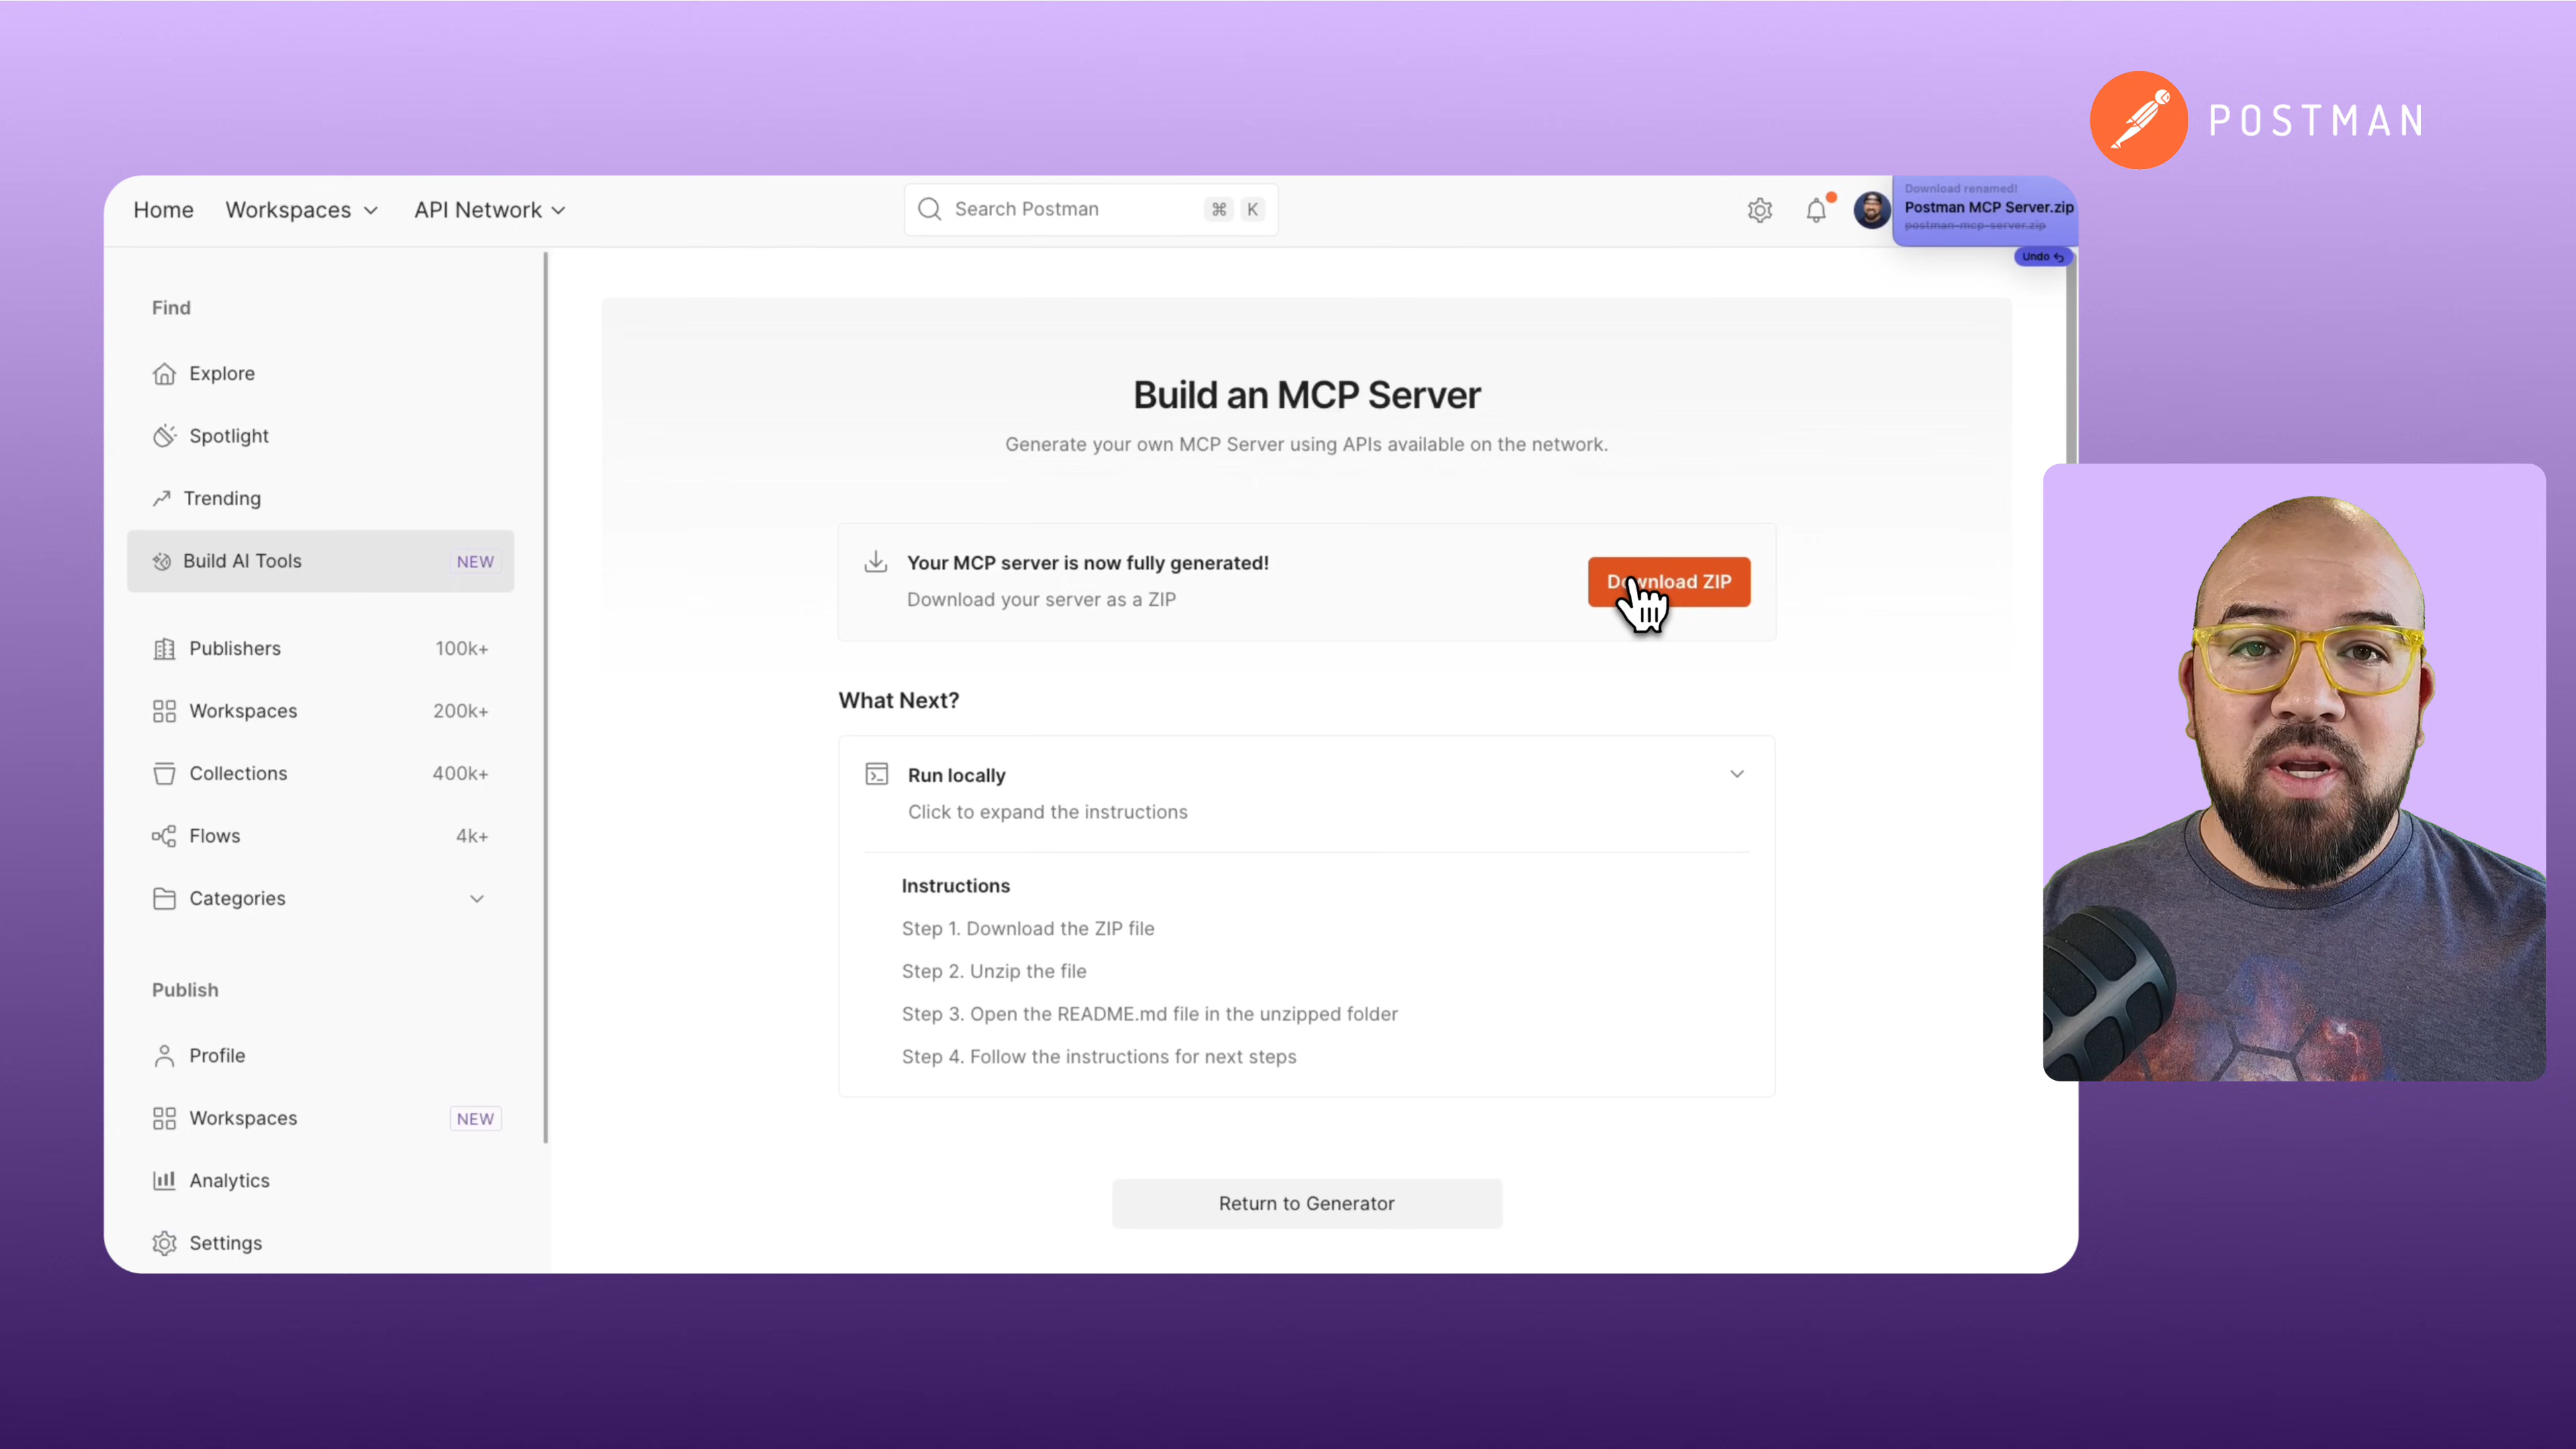 POSTMAN
Home Workspaces API Network Search Postman ⌘ K
Download renamed!
Postman MCP Server.zip
postman-mcp-server.zip
Undo
Find
Explore
Spotlight
Trending
Build AI Tools NEW
Publishers 100k+
Workspaces 200k+
Collections 400k+
Flows 4k+
Categories
Publish
Profile
Workspaces NEW
Analytics
Settings
Build an MCP Server
Generate your own MCP Server using APIs available on the network.
Your MCP server is now fully generated!
Download your server as a ZIP
Download ZIP
What Next?
Run locally
Click to expand the instructions
Instructions
Step 1. Download the ZIP file
Step 2. Unzip the file
Step 3. Open the README.md file in the unzipped folder
Step 4. Follow the instructions for next steps
Return to Generator